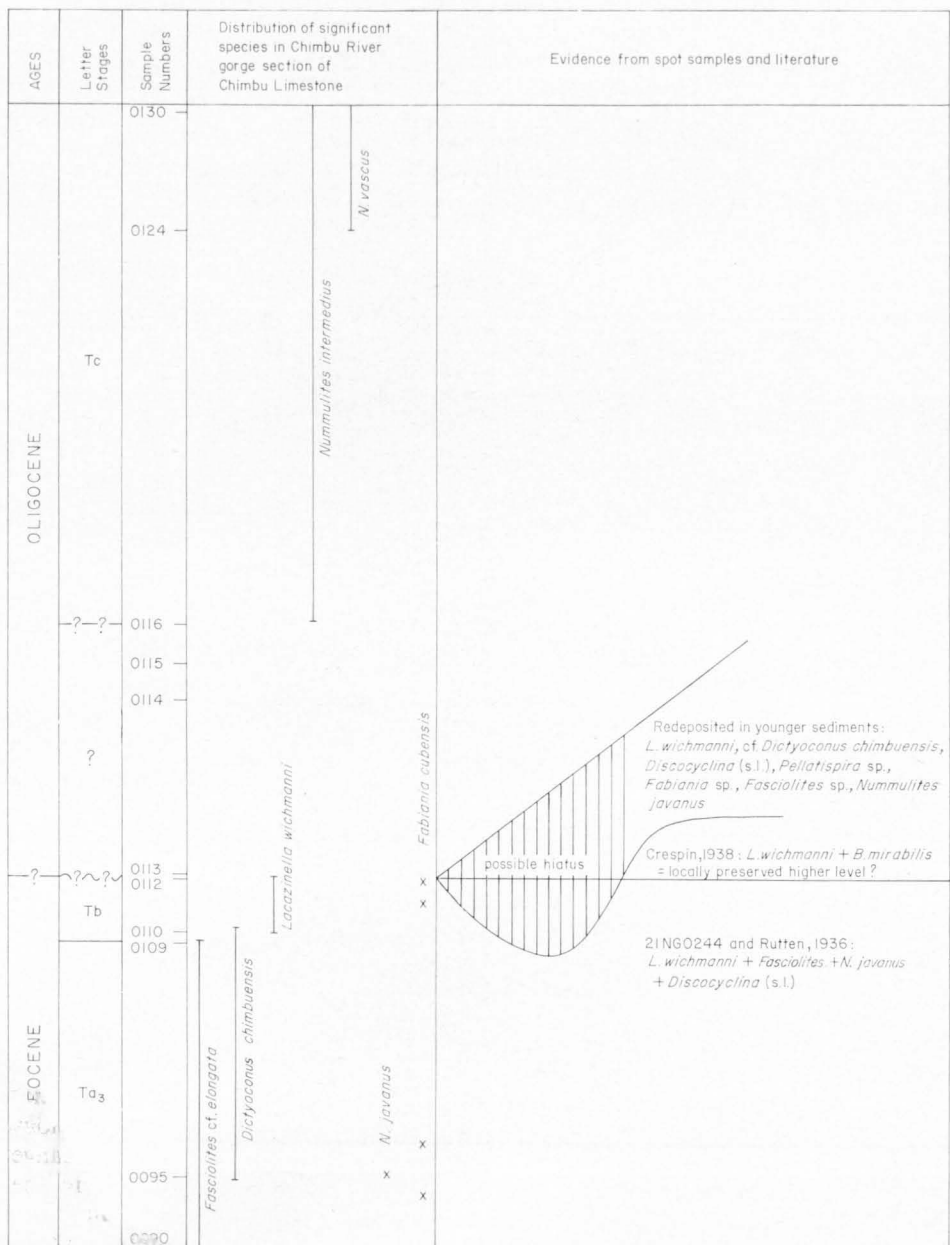 AGES
Letter
Stages
Sample
Numbers
Distribution of significant
species in Chimbu River
gorge section of
Chimbu Limestone
Evidence from spot samples and literature
OLIGOCENE
EOCENE
Tc
—?—?
?
—?—
?~?
Tb
Ta3
0130
0124
0116
0115
0114
0113
0112
0110
0109
0095
0090
N. vascus
Nummulites intermedius
Fabiania cubensis
Lacazinella wichmanni
Dictyoconus chimbuensis
Fasciolites cf. elongata
N. javanus
x
x
x
x
x
possible hiatus
Redeposited in younger sediments:
L. wichmanni, cf. Dictyoconus chimbuensis,
Discocyclina (s.l.), Pellatispira sp.,
Fabiania sp., Fasciolites sp., Nummulites
javanus
Crespin, 1938: L. wichmanni + B. mirabilis
= locally preserved higher level?
21NG0244 and Rutten, 1936:
L. wichmanni + Fasciolites + N. javanus
+ Discocyclina (s.l.)